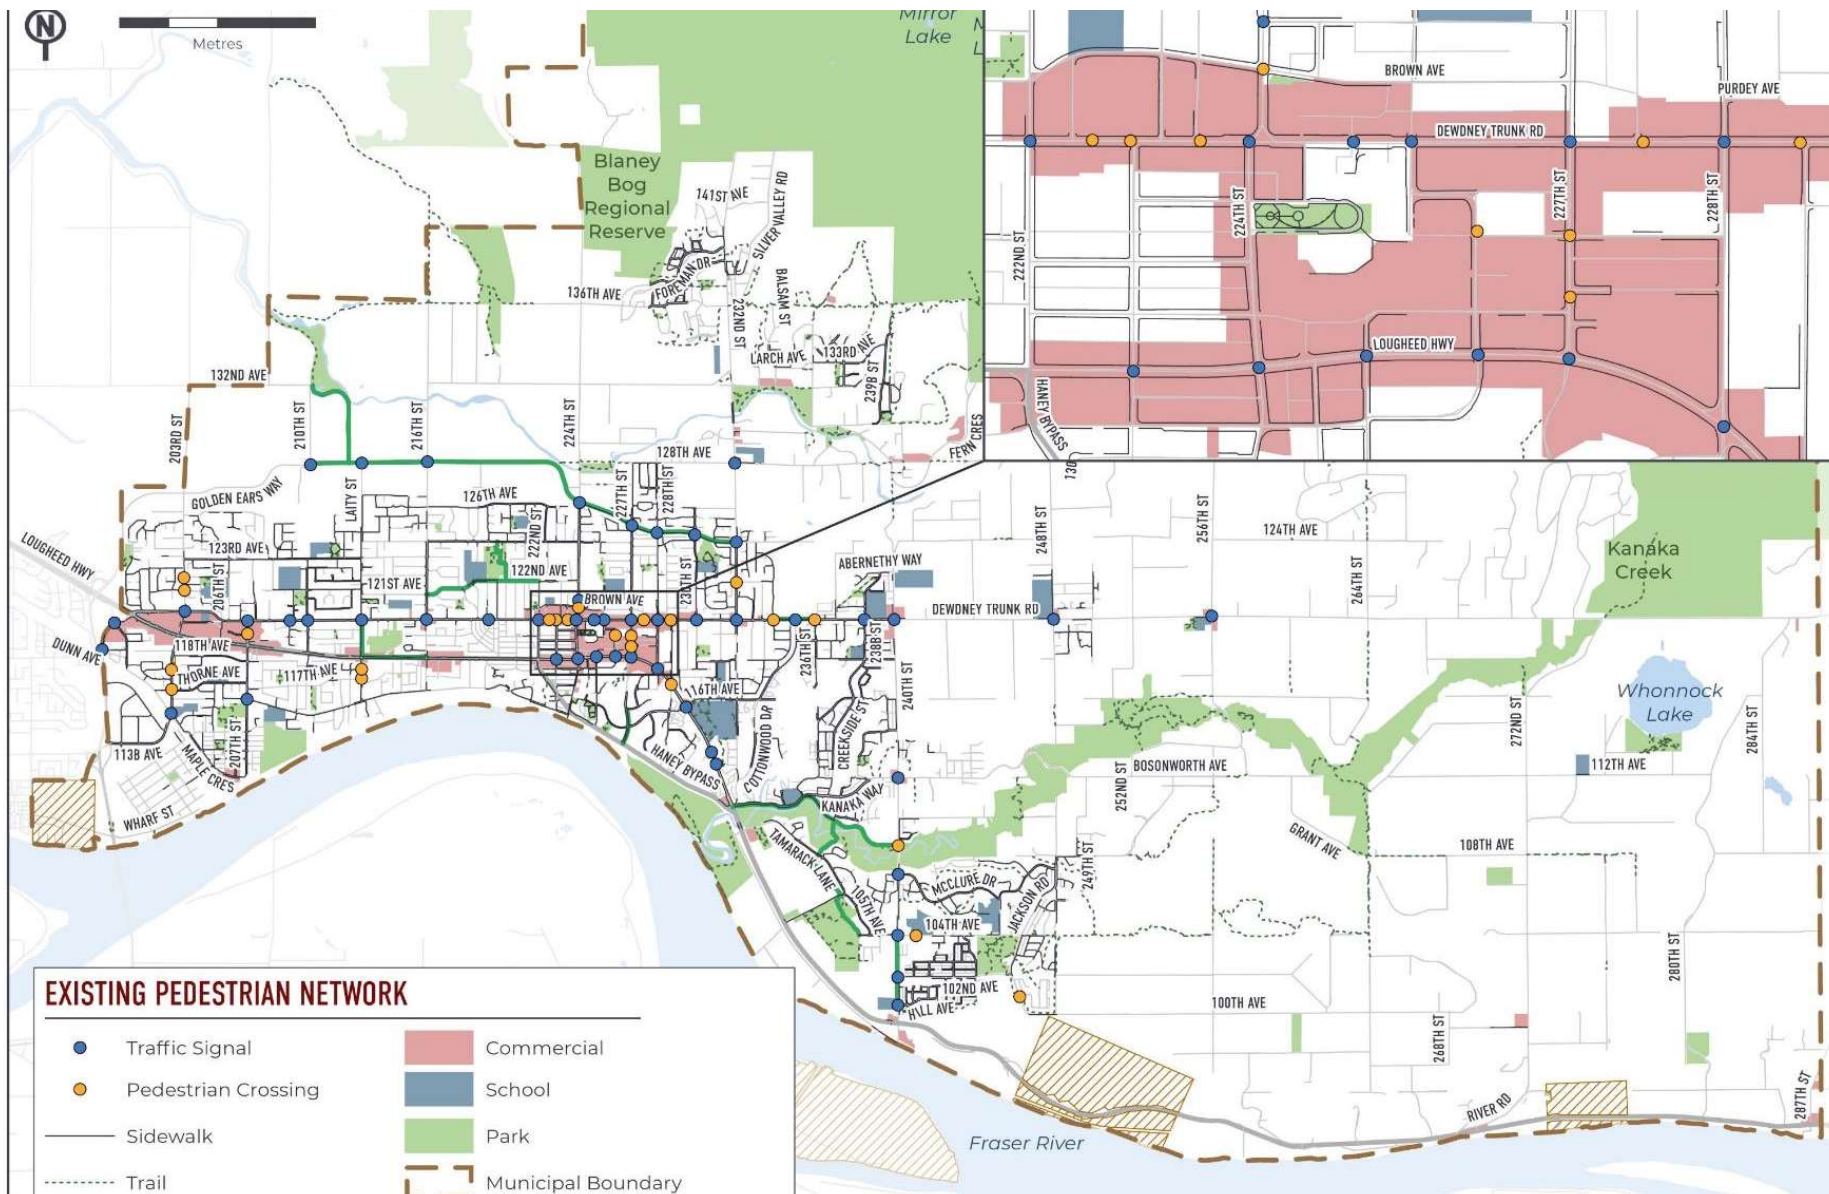 N
Metres
Mirror
Lake
Blaney
Bog
Regional
Reserve
141ST AVE
SILVER VALLEY RD
FOREMAN DR
136TH AVE
232ND ST
BALSAM ST
LARCH AVE
133RD AVE
239B ST
132ND AVE
203RD ST
210TH ST
216TH ST
224TH ST
128TH AVE
FERN CRES
GOLDEN EARS WAY
LAITY ST
126TH AVE
222ND ST
227TH ST
228TH ST
LOUGHEED HWY
123RD AVE
206TH ST
121ST AVE
122ND AVE
BROWN AVE
230TH ST
ABERNETHY WAY
DEWDNEY TRUNK RD
248TH ST
256TH ST
124TH AVE
264TH ST
Kanaka
Creek
DUNN AVE
118TH AVE
THORNE AVE
117TH AVE
116TH AVE
236TH ST
238B ST
240TH ST
113B AVE
MAPLE CRES
207TH ST
WHARF ST
HANEY BYPASS
COTTONWOOD DR
CREEKSIDE ST
KANAKA WAY
252ND ST
BOSONWORTH AVE
272ND ST
Whonnock
Lake
284TH ST
112TH AVE
TAMARACK LANE
105TH AVE
MCCLURE DR
JACKSON RD
249TH ST
GRANT AVE
108TH AVE
104TH AVE
102ND AVE
HILL AVE
100TH AVE
280TH ST
268TH ST
RIVER RD
287TH ST
Fraser River
BROWN AVE
PURDEY AVE
DEWDNEY TRUNK RD
222ND ST
224TH ST
227TH ST
228TH ST
LOUGHEED HWY
HANEY BYPASS
130
EXISTING PEDESTRIAN NETWORK
Traffic Signal
Commercial
Pedestrian Crossing
School
Sidewalk
Park
Trail
Municipal Boundary